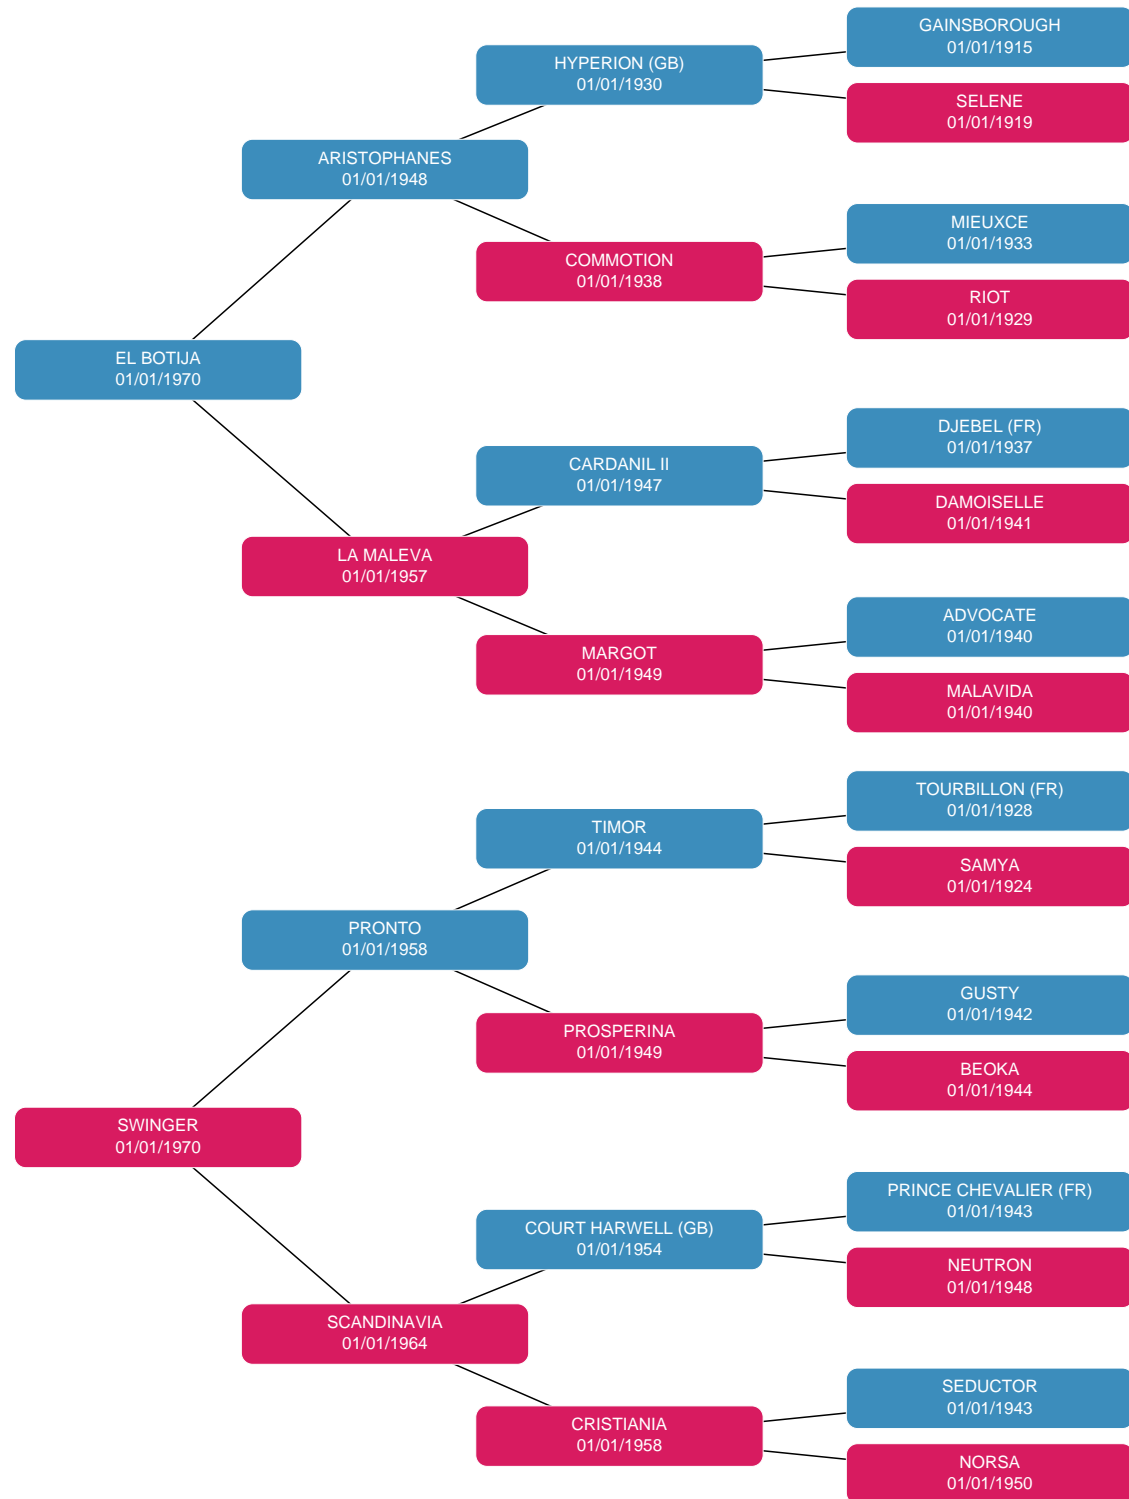 GAINSBOROUGH
01/01/1915
HYPERION (GB)
01/01/1930
SELENE
01/01/1919
ARISTOPHANES
01/01/1948
MIEUXCE
01/01/1933
COMMOTION
01/01/1938
RIOT
01/01/1929
EL BOTIJA
01/01/1970
DJEBEL (FR)
01/01/1937
CARDANIL II
01/01/1947
DAMOISELLE
01/01/1941
LA MALEVA
01/01/1957
ADVOCATE
01/01/1940
MARGOT
01/01/1949
MALAVIDA
01/01/1940
TOURBILLON (FR)
01/01/1928
TIMOR
01/01/1944
SAMYA
01/01/1924
PRONTO
01/01/1958
GUSTY
01/01/1942
PROSPERINA
01/01/1949
BEOKA
01/01/1944
SWINGER
01/01/1970
PRINCE CHEVALIER (FR)
01/01/1943
COURT HARWELL (GB)
01/01/1954
NEUTRON
01/01/1948
SCANDINAVIA
01/01/1964
SEDUCTOR
01/01/1943
CRISTIANIA
01/01/1958
NORSA
01/01/1950